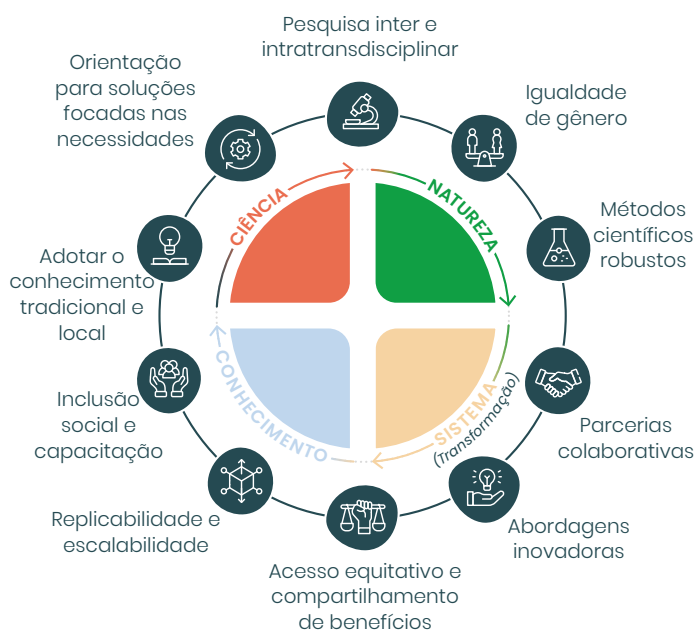 Pesquisa inter e
intratransdisciplinar
Igualdade
de gênero
Métodos
científicos
robustos
Parcerias
colaborativas
Abordagens
inovadoras
Acesso equitativo e
compartilhamento
de benefícios
Replicabilidade e
escalabilidade
Inclusão
social e
capacitação
Adotar o
conhecimento
tradicional e
local
Orientação
para soluções
focadas nas
necessidades
CIÊNCIA
NATUREZA
SISTEMA
(Transformação)
CONHECIMENTO